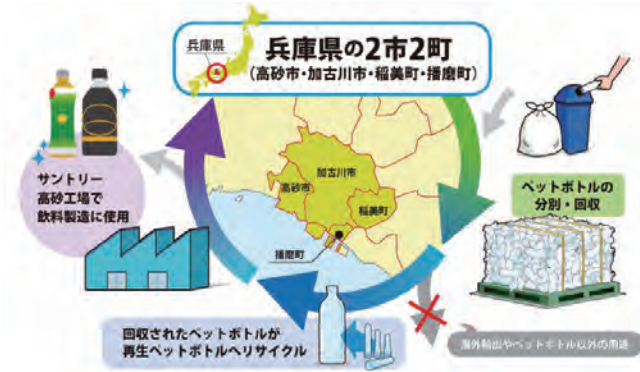 兵庫県
兵庫県の2市2町
（高砂市・加古川市・稲美町・播磨町）
サントリー
高砂工場で
飲料製造に使用
加古川市
高砂市
稲美町
播磨町
ペットボトルの
分別・回収
回収されたペットボトルが
再生ペットボトルへリサイクル
海外輸出やペットボトル以外の用途